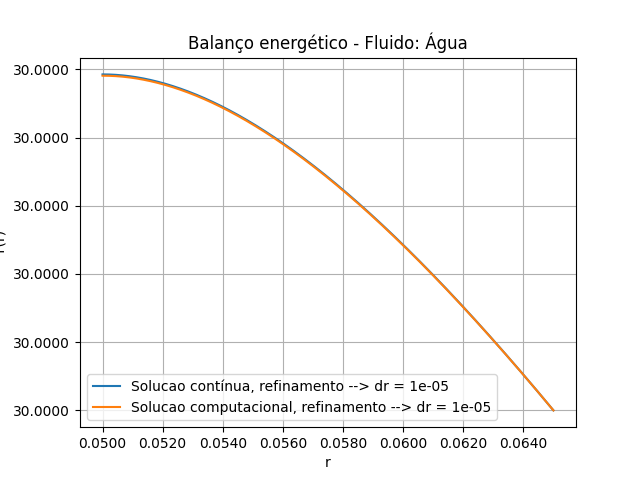 Balanço energético - Fluido: Água
30.0000
30.0000
30.0000
30.0000
30.0000
30.0000
Solucao contínua, refinamento --> dr = 1e-05
Solucao computacional, refinamento --> dr = 1e-05
0.0500 0.0520 0.0540 0.0560 0.0580 0.0600 0.0620 0.0640
r